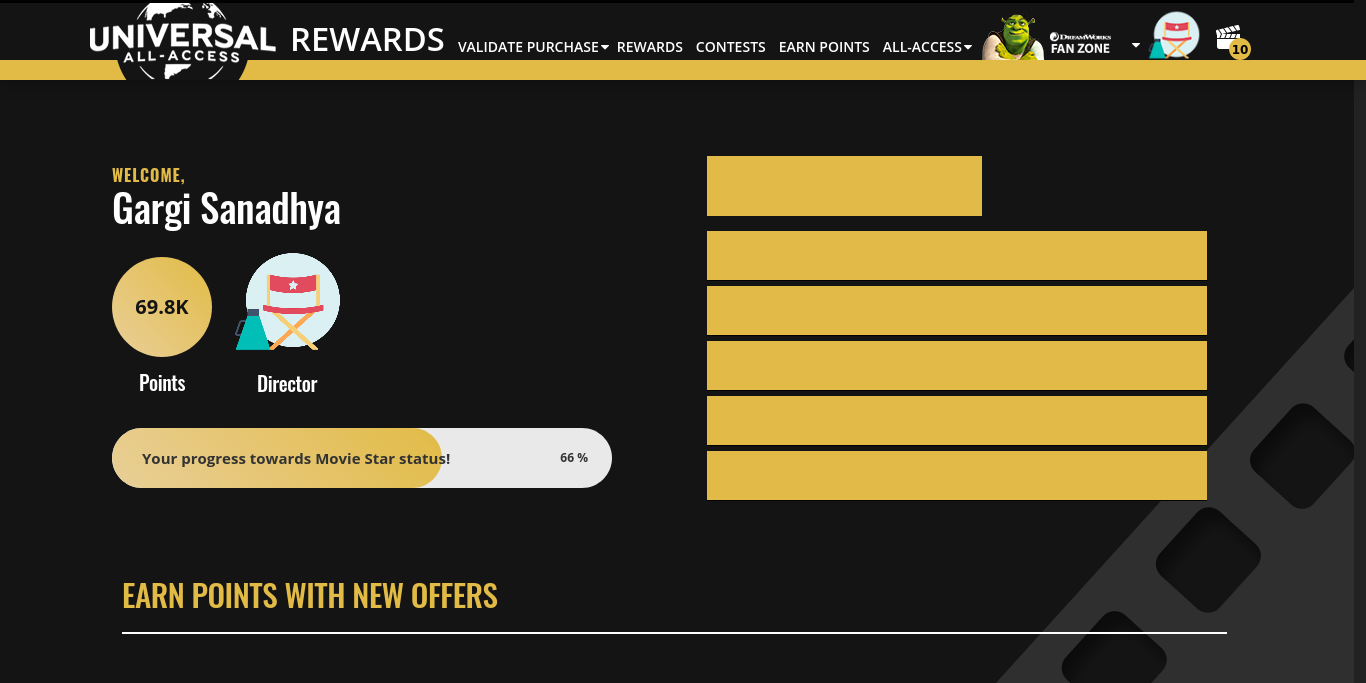 UNIVERSAL
ALL-ACCESS
REWARDS
VALIDATE PURCHASE
REWARDS
CONTESTS
EARN POINTS
ALL-ACCESS
DREAMWORKS
FAN ZONE
10
WELCOME,
Gargi Sanadhya
69.8K
Points
Director
Your progress towards Movie Star status!
66 %
EARN POINTS WITH NEW OFFERS